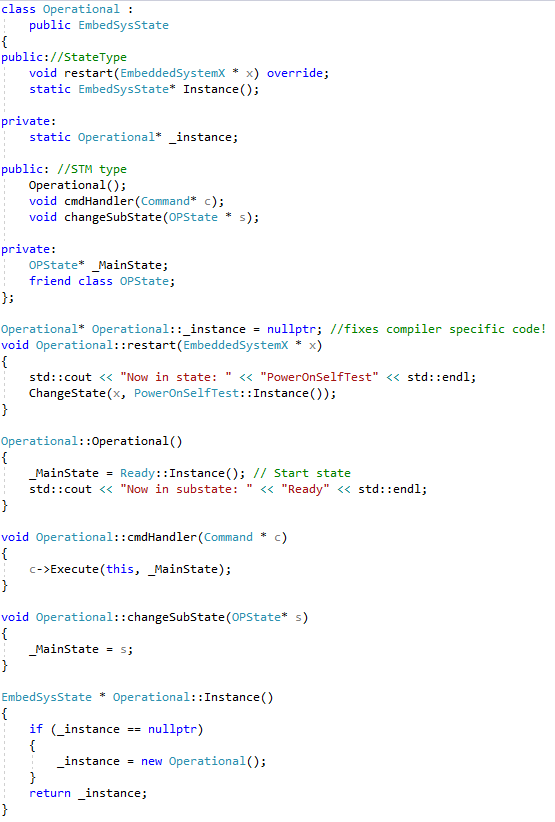 class Operational :
    public EmbedSysState
{
public://StateType
    void restart(EmbeddedSystemX * x) override;
    static EmbedSysState* Instance();

private:
    static Operational* _instance;

public: //STM type
    Operational();
    void cmdHandler(Command* c);
    void changeSubState(OPState * s);

private:
    OPState* _MainState;
    friend class OPState;
};

Operational* Operational::_instance = nullptr; //fixes compiler specific code!
void Operational::restart(EmbeddedSystemX * x)
{
    std::cout << "Now in state: " << "PowerOnSelfTest" << std::endl;
    ChangeState(x, PowerOnSelfTest::Instance());
}

Operational::Operational()
{
    _MainState = Ready::Instance(); // Start state
    std::cout << "Now in substate: " << "Ready" << std::endl;
}

void Operational::cmdHandler(Command * c)
{
    c->Execute(this, _MainState);
}

void Operational::changeSubState(OPState* s)
{
    _MainState = s;
}

EmbedSysState * Operational::Instance()
{
    if (_instance == nullptr)
    {
        _instance = new Operational();
    }
    return _instance;
}